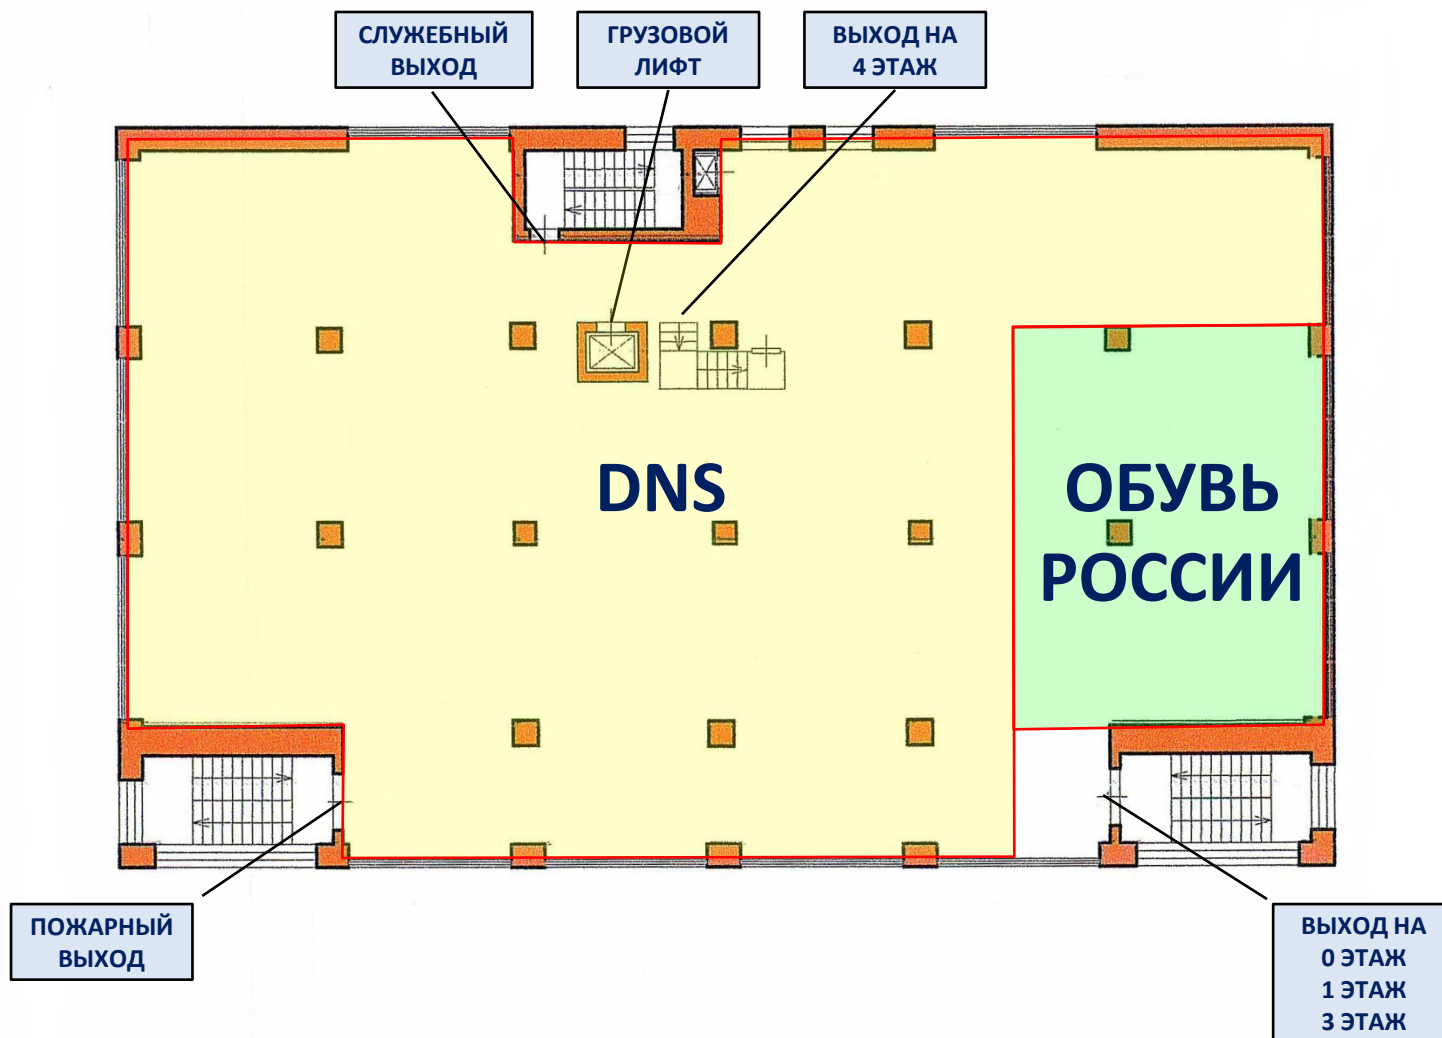 СЛУЖЕБНЫЙ
ВЫХОД
ГРУЗОВОЙ
ЛИФТ
ВЫХОД НА
4 ЭТАЖ
DNS
ОБУВЬ
РОССИИ
ПОЖАРНЫЙ
ВЫХОД
ВЫХОД НА
0 ЭТАЖ
1 ЭТАЖ
3 ЭТАЖ